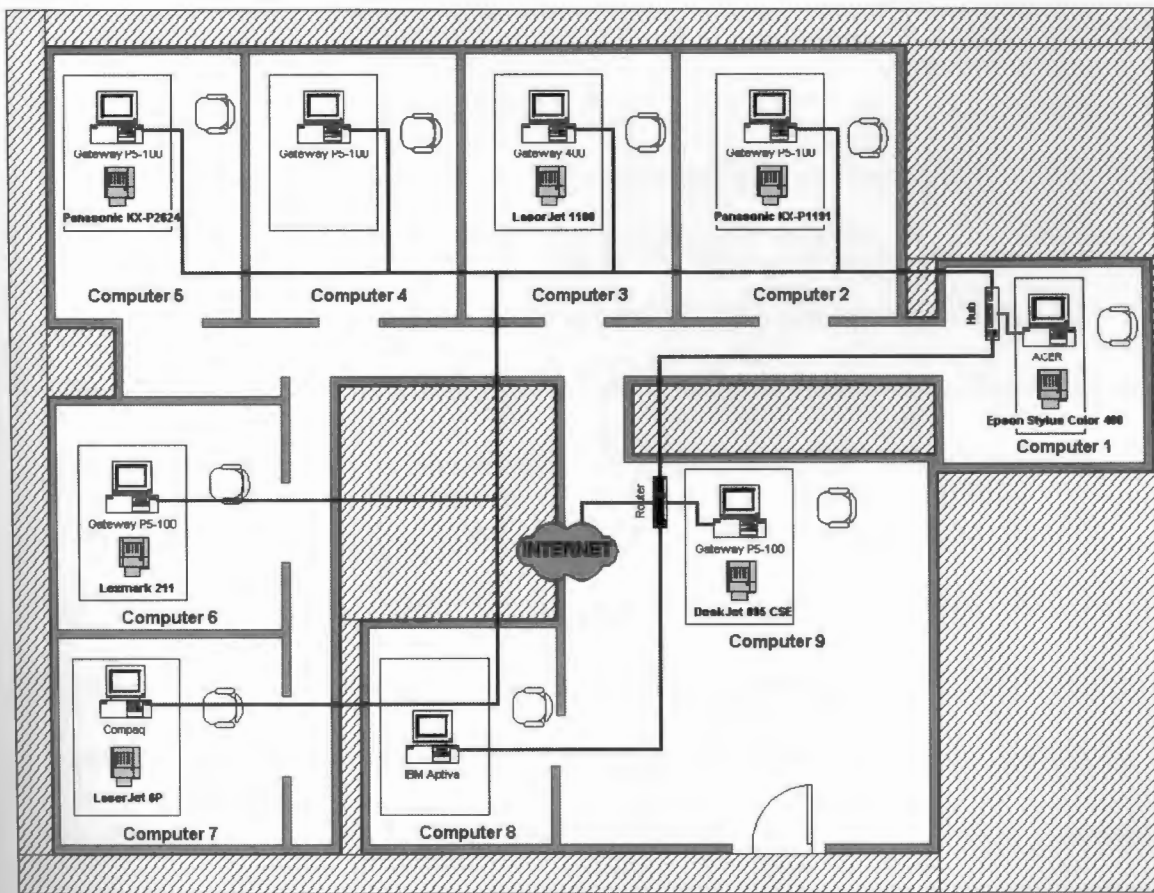 Gateway P5-100
Panasonic KX-P2624
Computer 5
Gateway P5-100
Computer 4
Gateway 400
LaserJet 1100
Computer 3
Gateway P5-100
Panasonic KX-P1191
Computer 2
Hub
ACER
Epson Stylus Color 400
Computer 1
Gateway P5-100
Lexmark 211
Computer 6
INTERNET
Router
Gateway P5-100
DeskJet 895 CSE
Computer 9
Compaq
LaserJet 6P
Computer 7
IBM Aptiva
Computer 8